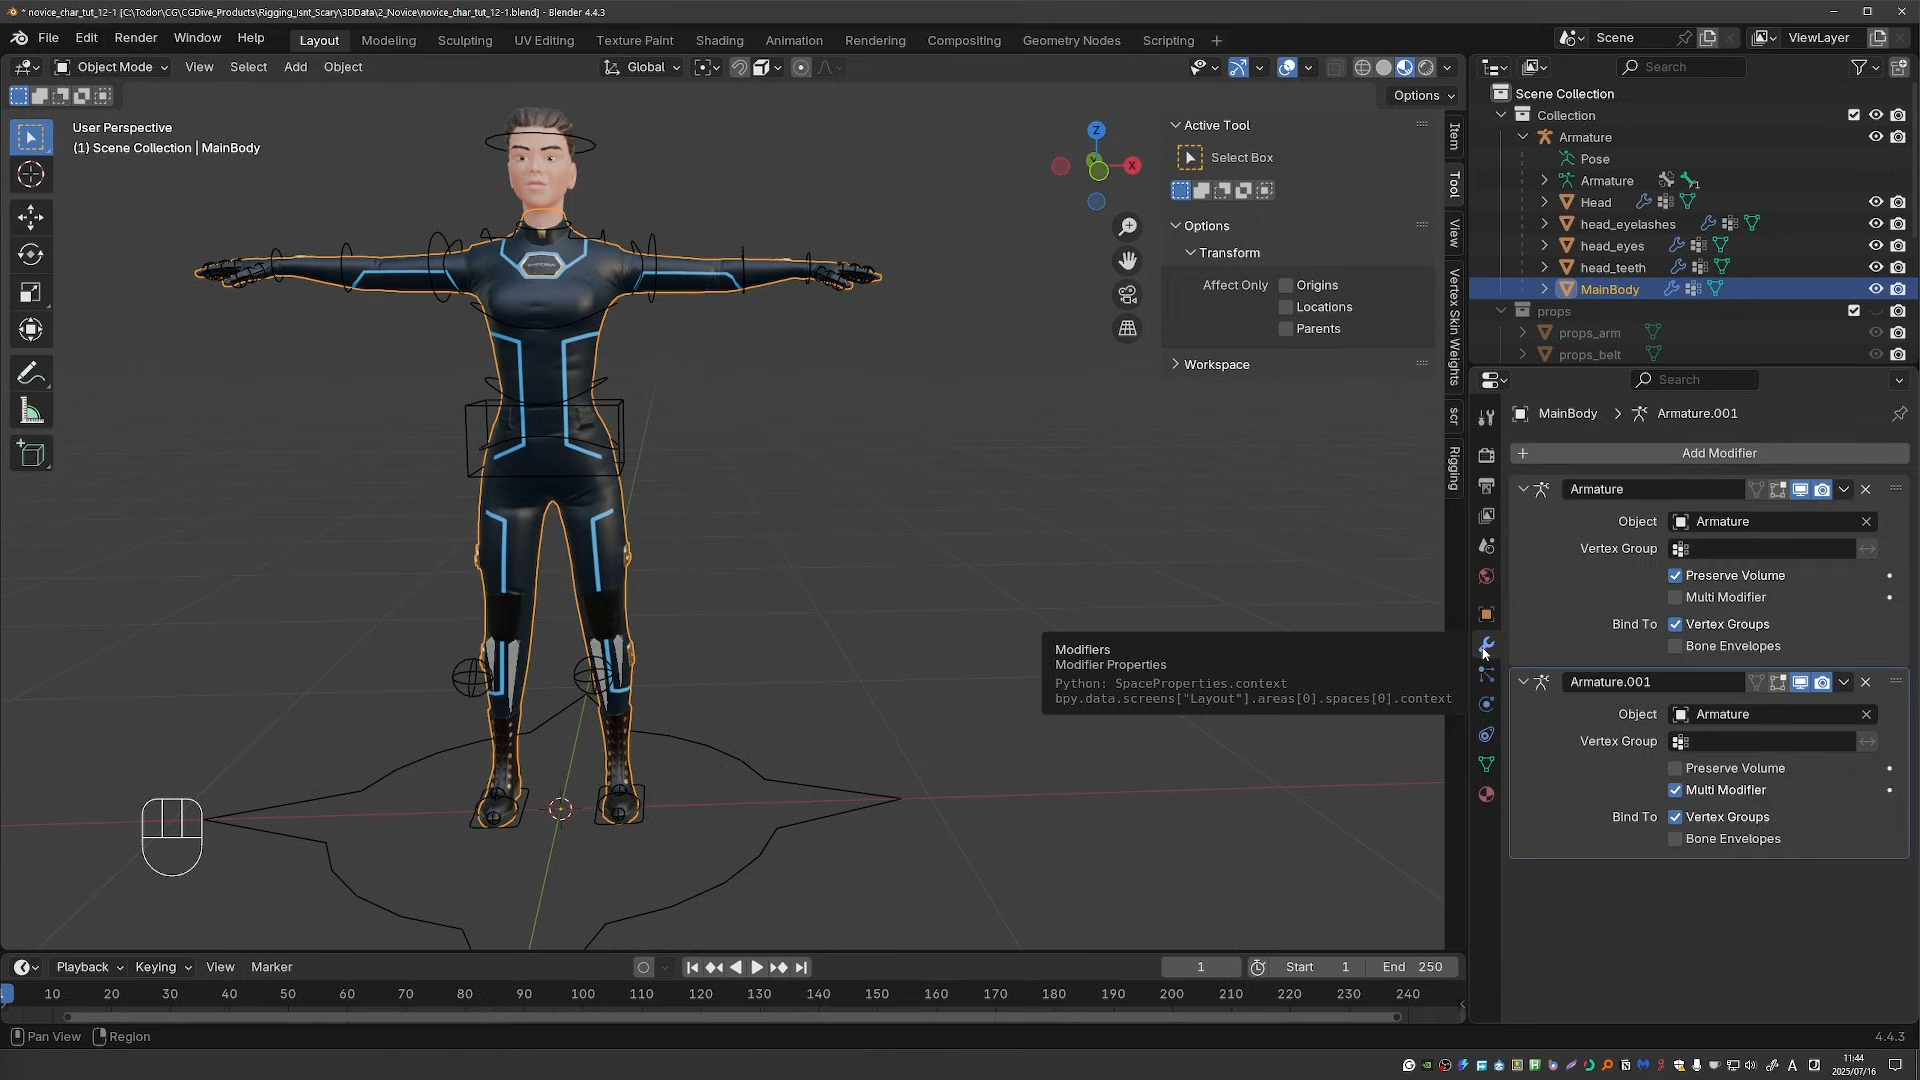 * novice_char_tut_12-1 [C:\Todor\CG\CGDive_Products\Rigging_Isnt_Scary\3DData\2_Novice\novice_char_tut_12-1.blend] - Blender 4.4.3
File Edit Render Window Help Layout Modeling Sculpting UV Editing Texture Paint Shading Animation Rendering Compositing Geometry Nodes Scripting + Scene ViewLayer
Object Mode View Select Add Object Global Search
Options
User Perspective
(1) Scene Collection | MainBody
Z
X
Y
Active Tool
Select Box
Options
Transform
Affect Only Origins
Locations
Parents
Workspace
Item
Tool
View
Vertex Skin Weights
scr
Rigging
Scene Collection
Collection
Armature
Pose
Armature 1
Head
head_eyelashes
head_eyes
head_teeth
MainBody
props
props_arm
props_belt
Search
MainBody > Armature.001
+ Add Modifier
Armature
Object Armature
Vertex Group
Preserve Volume
Multi Modifier
Bind To Vertex Groups
Bone Envelopes
Armature.001
Object Armature
Vertex Group
Preserve Volume
Multi Modifier
Bind To Vertex Groups
Bone Envelopes
Modifiers
Modifier Properties
Python: SpaceProperties.context
bpy.data.screens["Layout"].areas[0].spaces[0].context
Playback Keying View Marker 1 Start 1 End 250
1 10 20 30 40 50 60 70 80 90 100 110 120 130 140 150 160 170 180 190 200 210 220 230 240
Pan View Region 4.4.3
A 11:44
2025/07/16